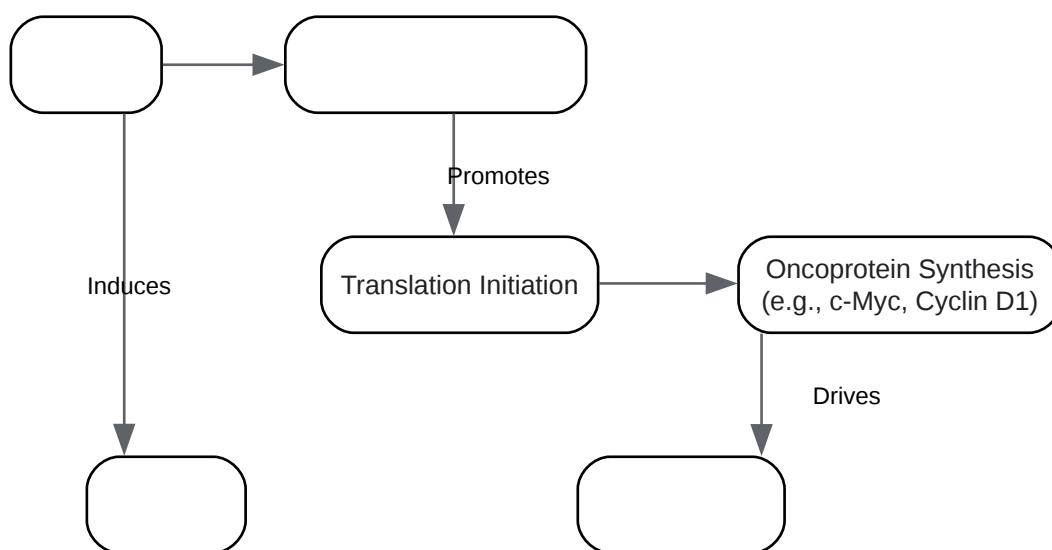 Promotes
Induces
Translation Initiation
Oncoprotein Synthesis
(e.g., c-Myc, Cyclin D1)
Drives